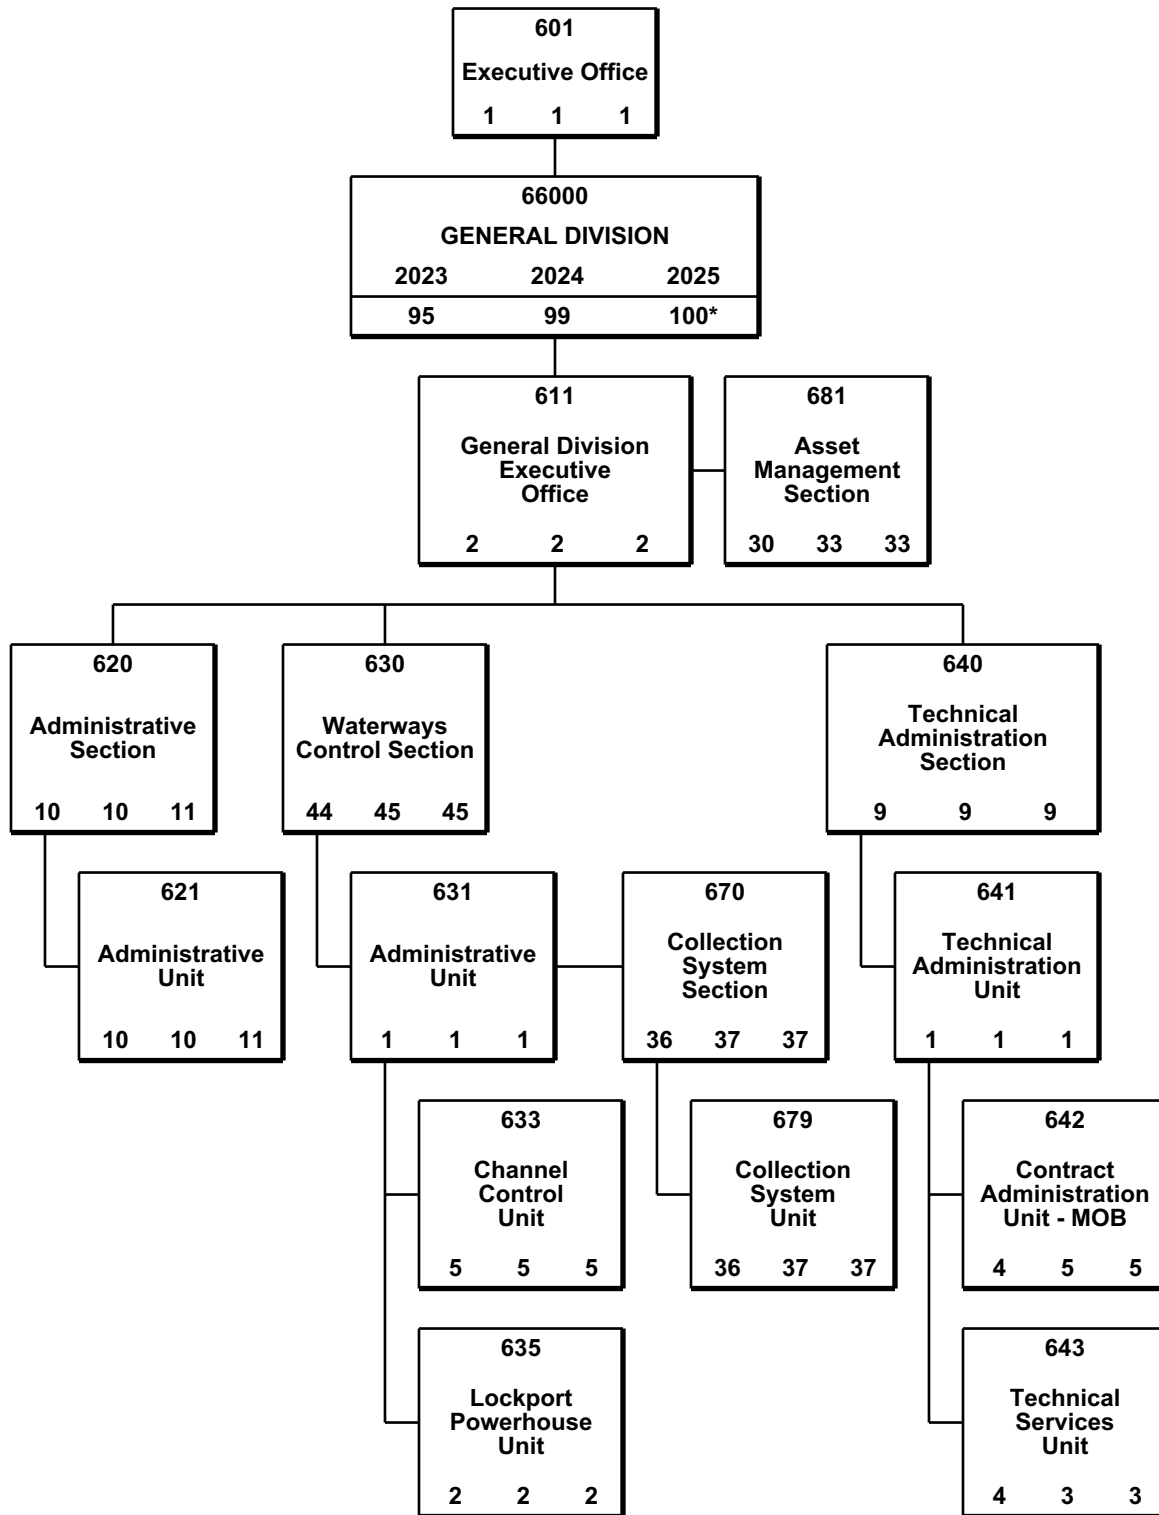 601
Executive Office
1 1 1
66000
GENERAL DIVISION
2023 2024 2025
95 99 100*
611
General Division
Executive
Office
2 2 2
681
Asset
Management
Section
30 33 33
620
Administrative
Section
10 10 11
630
Waterways
Control Section
44 45 45
640
Technical
Administration
Section
9 9 9
621
Administrative
Unit
10 10 11
631
Administrative
Unit
1 1 1
670
Collection
System
Section
36 37 37
641
Technical
Administration
Unit
1 1 1
633
Channel
Control
Unit
5 5 5
679
Collection
System
Unit
36 37 37
642
Contract
Administration
Unit - MOB
4 5 5
635
Lockport
Powerhouse
Unit
2 2 2
643
Technical
Services
Unit
4 3 3